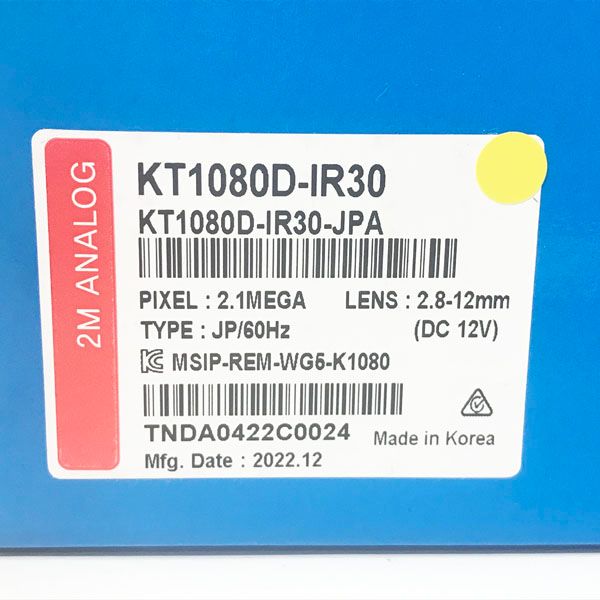 2M ANALOG
KT1080D-IR30
KT1080D-IR30-JPA
PIXEL : 2.1MEGA LENS : 2.8-12mm
TYPE : JP/60Hz (DC 12V)
MSIP-REM-WG5-K1080
TNDA0422C0024 Made in Korea
Mfg. Date : 2022.12